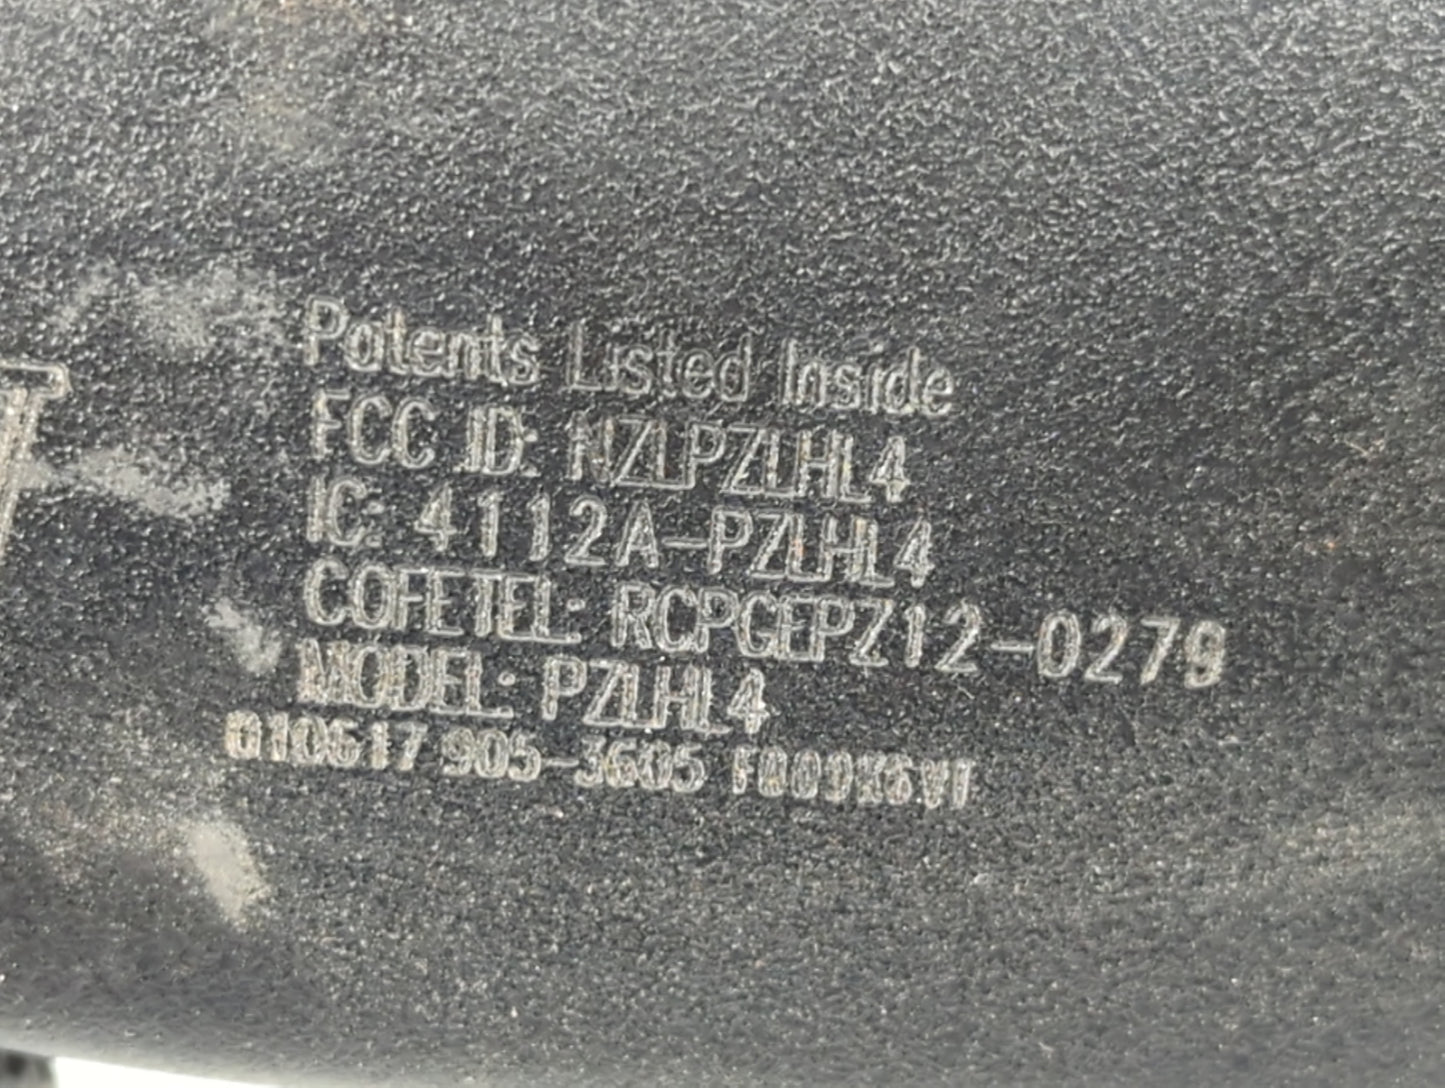 Patents Listed Inside
FCC ID: NZLPZLHL4
IC: 4112A-PZLHL4
COFETEL: RCPGEPZ12-0279
MODEL: PZLHL4
010617 905-3605